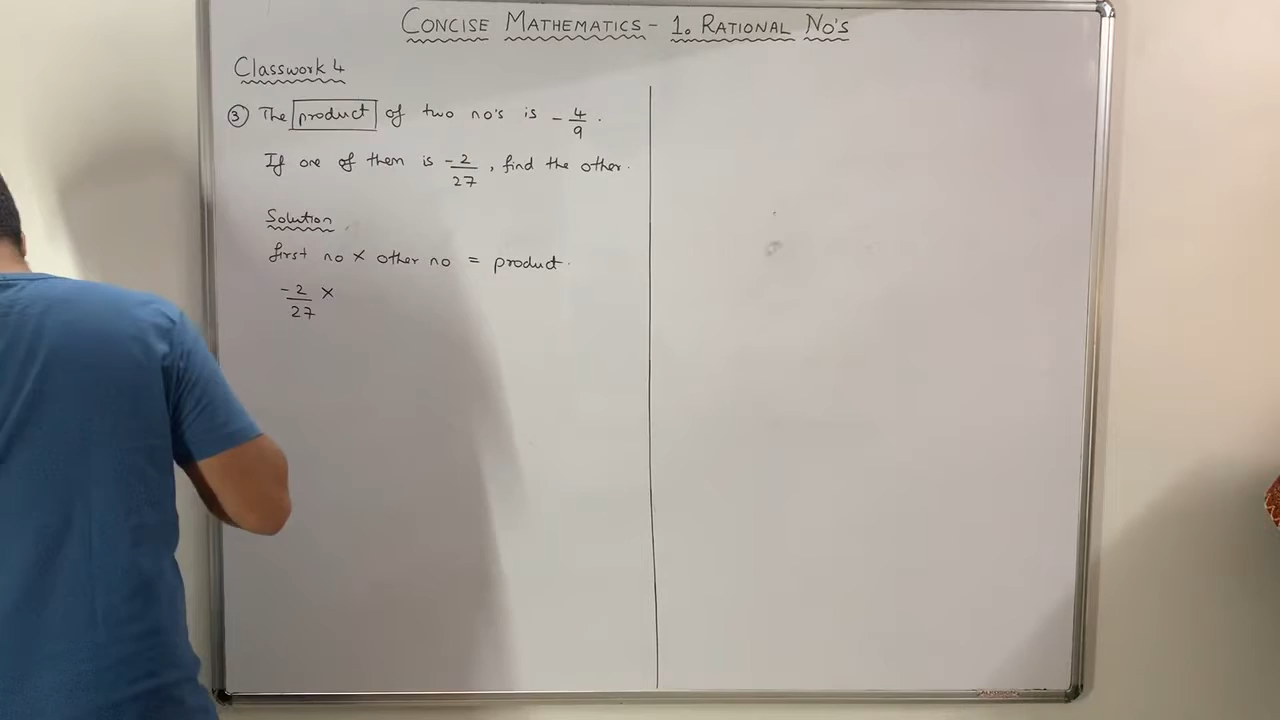 CONCISE MATHEMATICS - 1. RATIONAL NO'S
Classwork 4
③ The product of two no's is - 4/9.
If one of them is -2/27, find the other.
Solution
first no × other no = product.
-2/27 ×